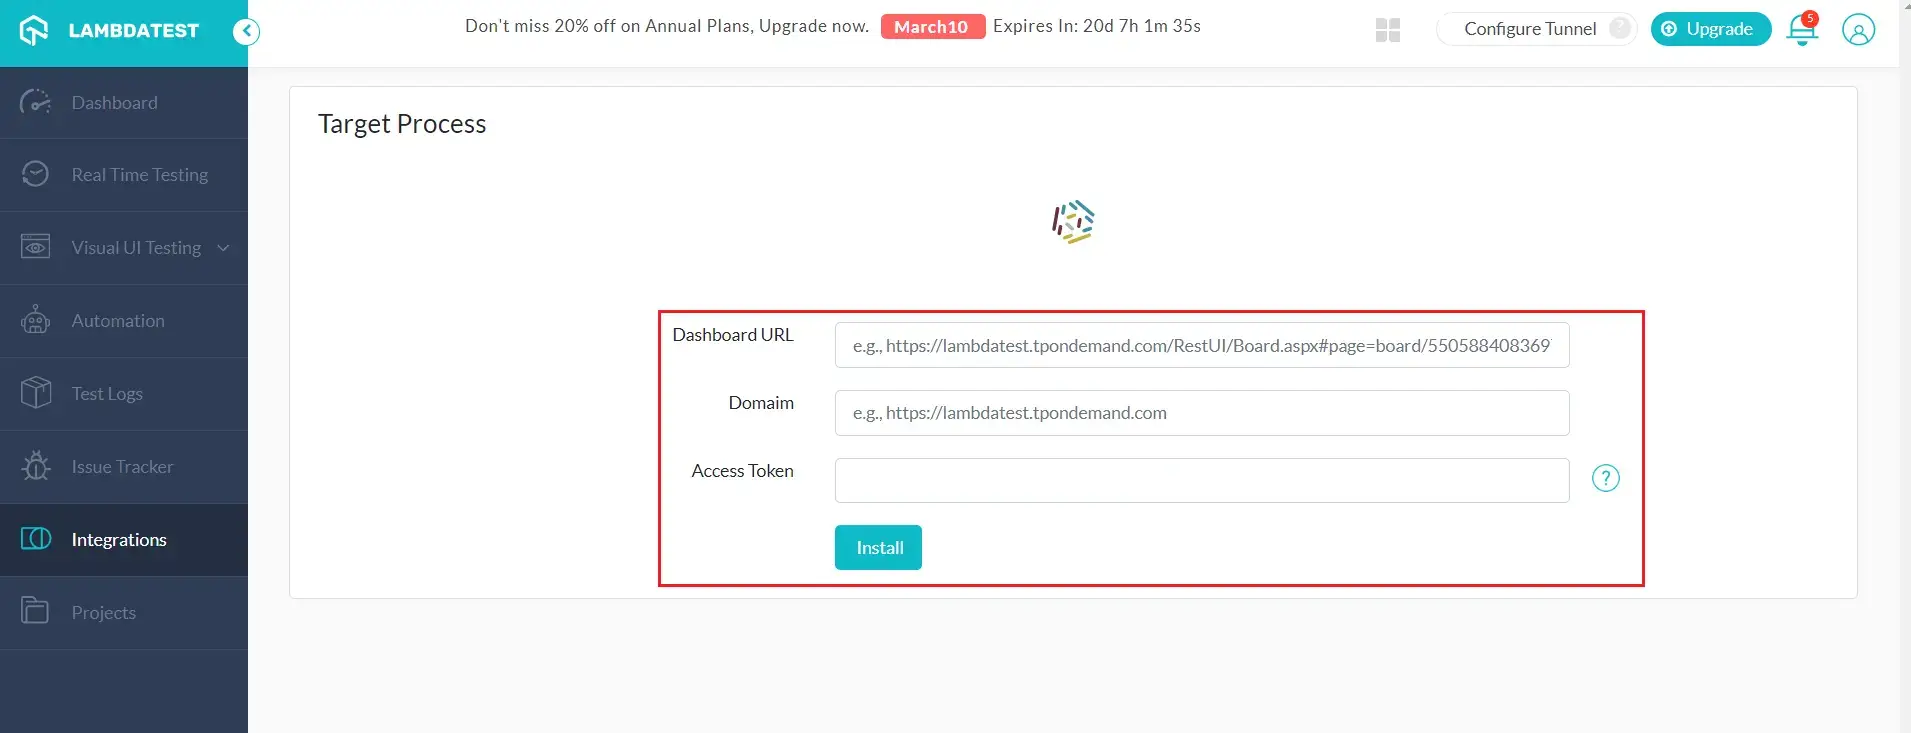 LAMBDATEST
Don't miss 20% off on Annual Plans, Upgrade now. March10 Expires In: 20d 7h 1m 35s
Configure Tunnel ?
Upgrade
5
Dashboard
Real Time Testing
Visual UI Testing
Automation
Test Logs
Issue Tracker
Integrations
Projects
Target Process
Dashboard URL
e.g., https://lambdatest.tpondemand.com/RestUI/Board.aspx#page=board/550588408369
Domaim
e.g., https://lambdatest.tpondemand.com
Access Token
?
Install